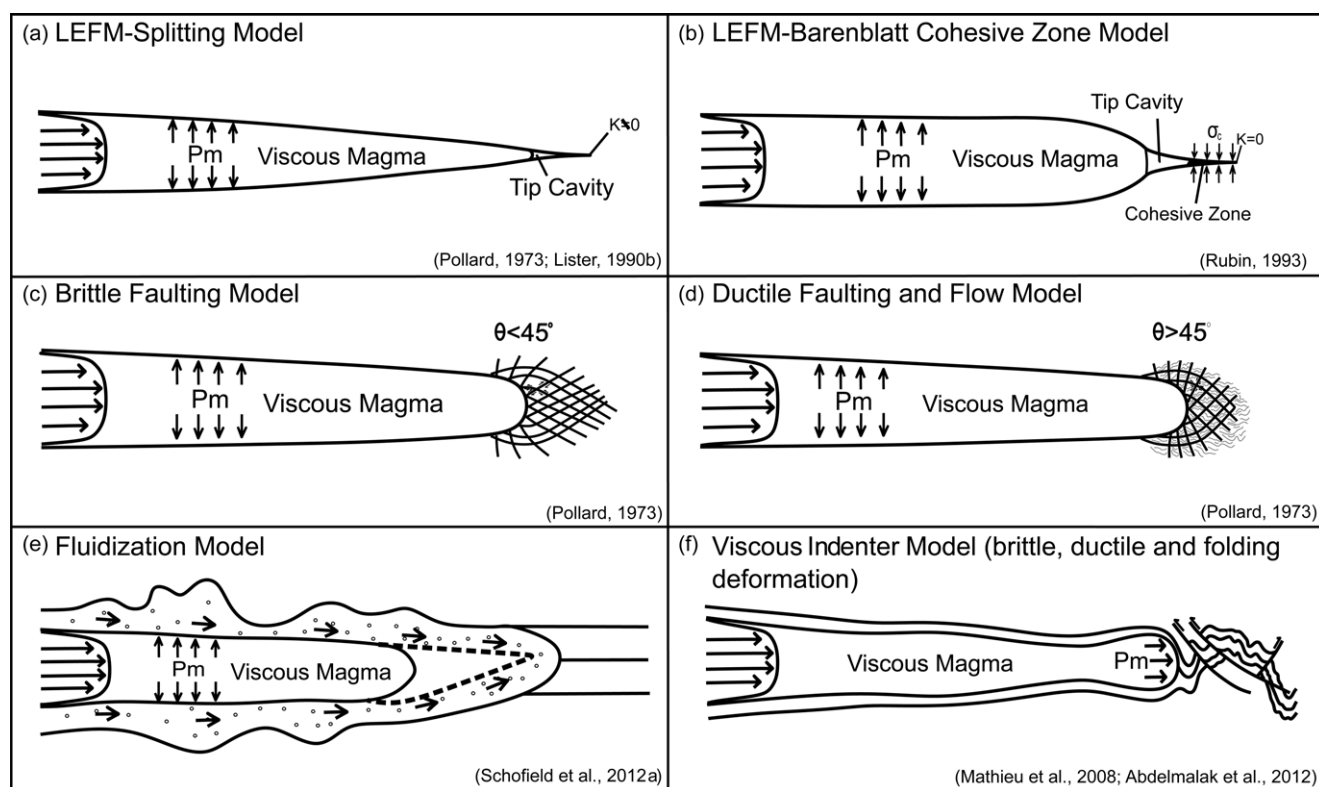 (a) LEFM-Splitting Model
K≠0
Pm
Viscous Magma
Tip Cavity
(Pollard, 1973; Lister, 1990b)
(b) LEFM-Barenblatt Cohesive Zone Model
Tip Cavity
σc
K=0
Pm
Viscous Magma
Cohesive Zone
(Rubin, 1993)
(c) Brittle Faulting Model
θ<45°
Pm
Viscous Magma
(Pollard, 1973)
(d) Ductile Faulting and Flow Model
θ>45°
Pm
Viscous Magma
(Pollard, 1973)
(e) Fluidization Model
Pm
Viscous Magma
(Schofield et al., 2012a)
(f) Viscous Indenter Model (brittle, ductile and folding
deformation)
Viscous Magma
Pm
(Mathieu et al., 2008; Abdelmalak et al., 2012)